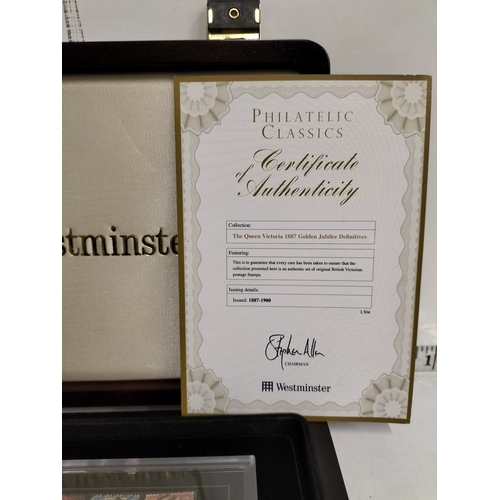 stminster
PHILATELIC
CLASSICS
Certificate
of
Authenticity
Collection:
The Queen Victoria 1887 Golden Jubilee Definitives
Featuring:
This is to guarantee that every care has been taken to ensure that the
collection presented here is an authentic set of original British Victorian
postage Stamps.
Issuing details:
Issued: 1887-1900
Stephen Allen
CHAIRMAN
Westminster
1